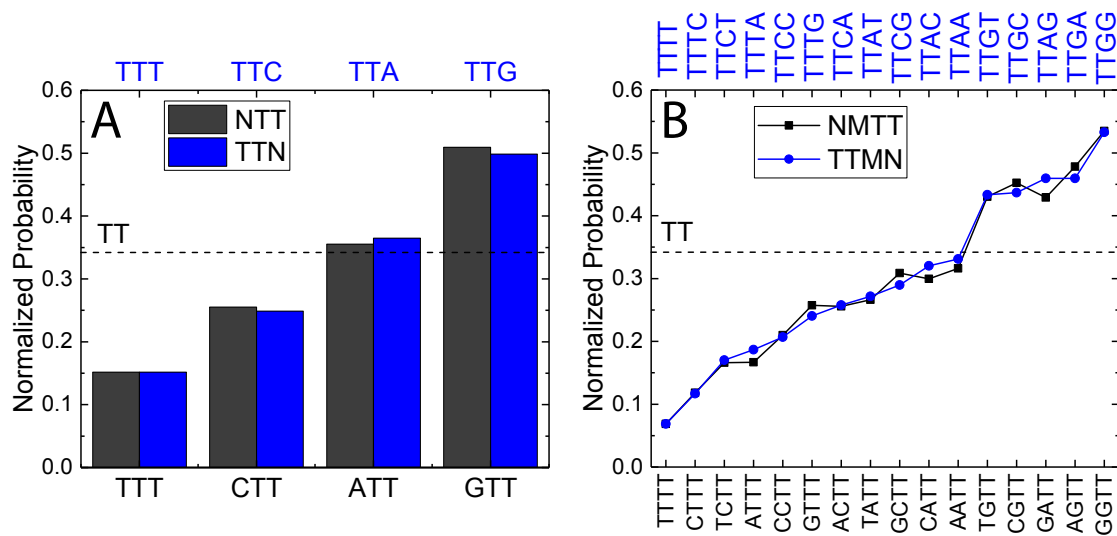 TTT TTC TTA TTG
A
NTT
TTN
Normalized Probability
0.6
0.5
0.4
0.3
0.2
0.1
0.0
TT
TTT CTT ATT GTT
TTTT TTTC TTCT TTTA TTCC TTTG TTCA TTAT TTCG TTAC TTAA TTGT TTGC TTAG TTGA TTGG
B
NMTT
TTMN
Normalized Probability
0.6
0.5
0.4
0.3
0.2
0.1
0.0
TT
TTTT CTTT TCTT ATTT CCTT GTTT ACTT TATT GCTT CATT AATT TGTT CGTT GATT AGTT GGTT